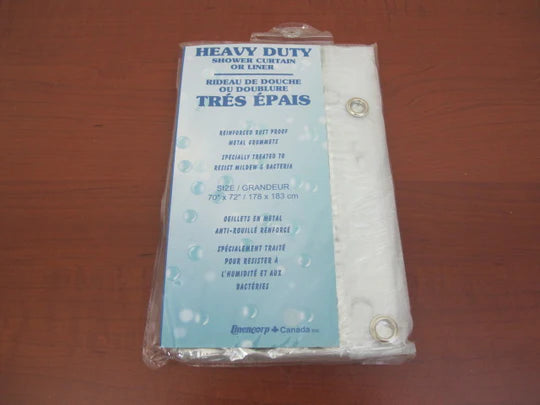 HEAVY DUTY
SHOWER CURTAIN
OR LINER
RIDEAU DE DOUCHE
OU DOUBLURE
TRÉS ÉPAIS
REINFORCED RUST PROOF
METAL GROMMETS
SPECIALLY TREATED TO
RESIST MILDEW & BACTERIA
SIZE / GRANDEUR
70" x 72" / 178 x 183 cm
OEILLETS EN METAL
ANTI-ROUILLÉ RENFORCÉ
SPÉCIALEMENT TRAITÉ
POUR RESISTER À
L'HUMIDITÉ ET AUX
BACTÉRIES
Linencorp Canada inc.